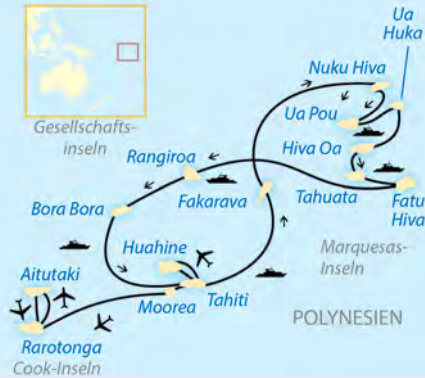 Ua
Huka
Nuku Hiva
Ua Pou
Gesellschafts-
inseln
Hiva Oa
Rangiroa
Fakarava
Tahuata
Fatu
Hiva
Bora Bora
Huahine
Marquesas-
Inseln
Aitutaki
Tahiti
Moorea
POLYNESIEN
Rarotonga
Cook-Inseln